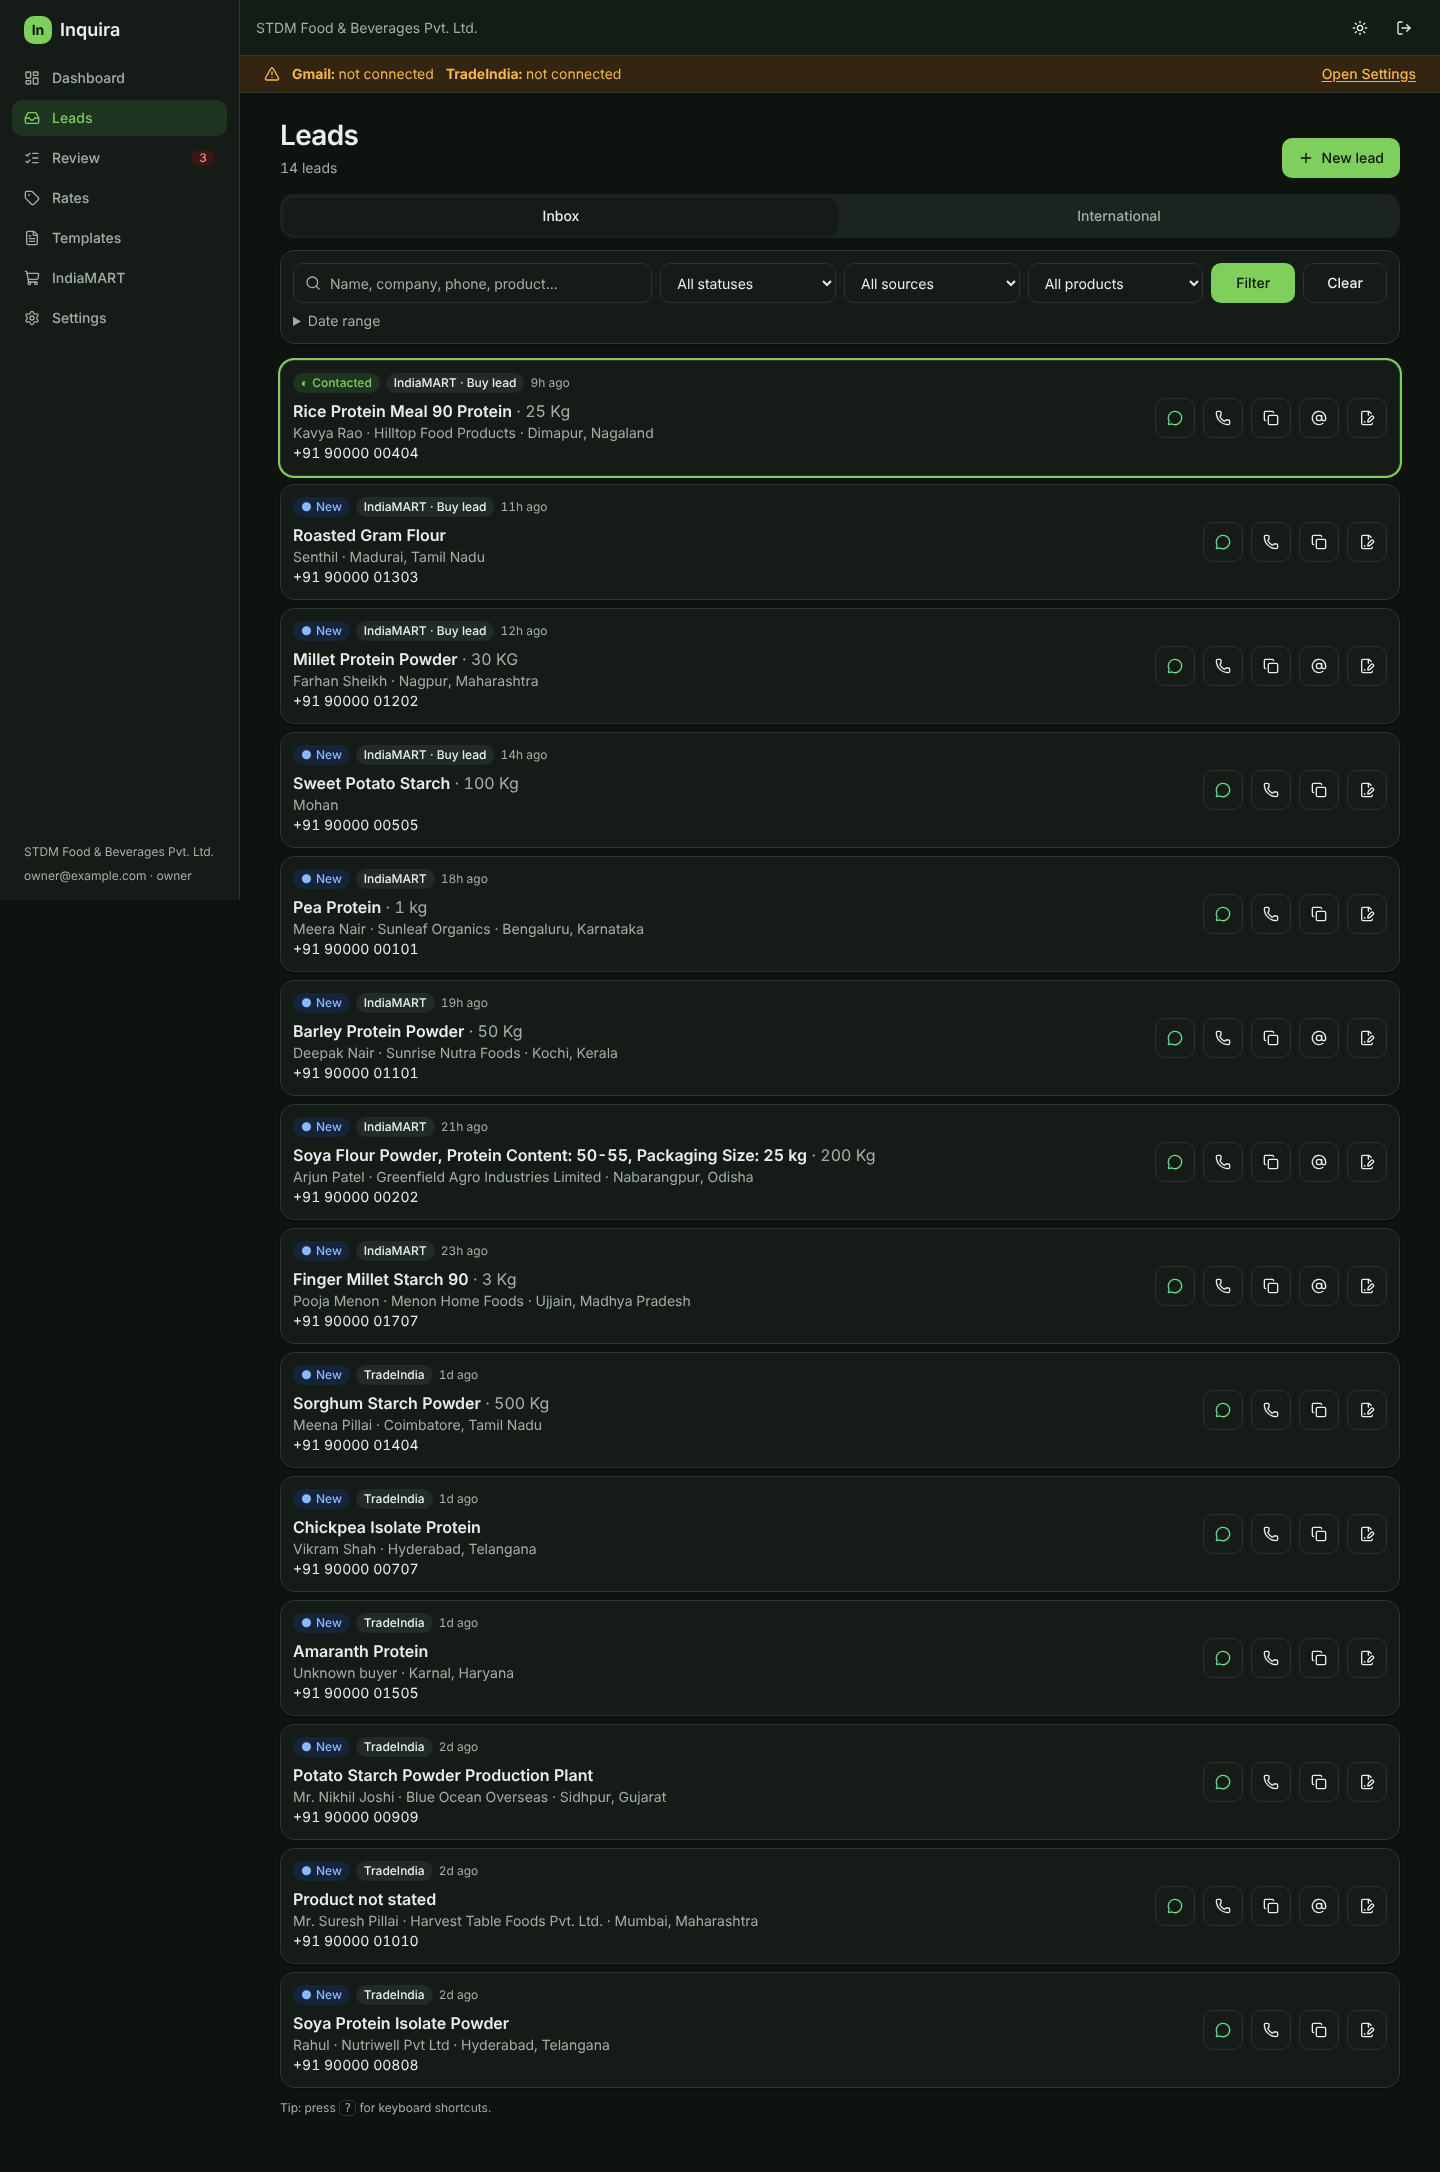 In Inquira
Dashboard
Leads
Review 3
Rates
Templates
IndiaMART
Settings
STDM Food & Beverages Pvt. Ltd.
owner@example.com · owner
STDM Food & Beverages Pvt. Ltd.
Gmail: not connected TradeIndia: not connected Open Settings
Leads
14 leads
+ New lead
Inbox International
Name, company, phone, product... All statuses All sources All products Filter Clear
Date range
Contacted IndiaMART · Buy lead 9h ago
Rice Protein Meal 90 Protein · 25 Kg
Kavya Rao · Hilltop Food Products · Dimapur, Nagaland
+91 90000 00404
New IndiaMART · Buy lead 11h ago
Roasted Gram Flour
Senthil · Madurai, Tamil Nadu
+91 90000 01303
New IndiaMART · Buy lead 12h ago
Millet Protein Powder · 30 KG
Farhan Sheikh · Nagpur, Maharashtra
+91 90000 01202
New IndiaMART · Buy lead 14h ago
Sweet Potato Starch · 100 Kg
Mohan
+91 90000 00505
New IndiaMART 18h ago
Pea Protein · 1 kg
Meera Nair · Sunleaf Organics · Bengaluru, Karnataka
+91 90000 00101
New IndiaMART 19h ago
Barley Protein Powder · 50 Kg
Deepak Nair · Sunrise Nutra Foods · Kochi, Kerala
+91 90000 01101
New IndiaMART 21h ago
Soya Flour Powder, Protein Content: 50-55, Packaging Size: 25 kg · 200 Kg
Arjun Patel · Greenfield Agro Industries Limited · Nabarangpur, Odisha
+91 90000 00202
New IndiaMART 23h ago
Finger Millet Starch 90 · 3 Kg
Pooja Menon · Menon Home Foods · Ujjain, Madhya Pradesh
+91 90000 01707
New TradeIndia 1d ago
Sorghum Starch Powder · 500 Kg
Meena Pillai · Coimbatore, Tamil Nadu
+91 90000 01404
New TradeIndia 1d ago
Chickpea Isolate Protein
Vikram Shah · Hyderabad, Telangana
+91 90000 00707
New TradeIndia 1d ago
Amaranth Protein
Unknown buyer · Karnal, Haryana
+91 90000 01505
New TradeIndia 2d ago
Potato Starch Powder Production Plant
Mr. Nikhil Joshi · Blue Ocean Overseas · Sidhpur, Gujarat
+91 90000 00909
New TradeIndia 2d ago
Product not stated
Mr. Suresh Pillai · Harvest Table Foods Pvt. Ltd. · Mumbai, Maharashtra
+91 90000 01010
New TradeIndia 2d ago
Soya Protein Isolate Powder
Rahul · Nutriwell Pvt Ltd · Hyderabad, Telangana
+91 90000 00808
Tip: press ? for keyboard shortcuts.